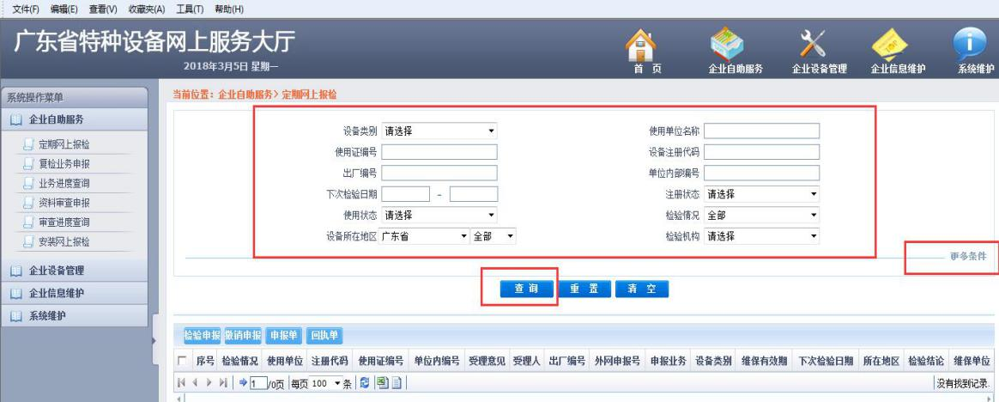 文件(F) 编辑(E) 查看(V) 收藏夹(A) 工具(T) 帮助(H)
广东省特种设备网上服务大厅
2018年3月5日 星期一
首 页 企业自助服务 企业设备管理 企业信息维护 系统维护
系统操作菜单
企业自助服务
定期网上报检
复检业务申报
业务进度查询
资料审查申报
审查进度查询
安装网上报检
企业设备管理
企业信息维护
系统维护
当前位置：企业自助服务> 定期网上报检
设备类别 请选择 使用单位名称
使用证编号 设备注册代码
出厂编号 单位内部编号
下次检验日期 - 注册状态 请选择
使用状态 请选择 检验情况 全部
设备所在地区 广东省 全部 检验机构 请选择
更多条件
查 询 重 置 清 空
检验申报 撤销申报 申报单 回执单
序号 检验情况 使用单位 注册代码 使用证编号 单位内编号 受理意见 受理人 出厂编号 外网申报号 申报业务 设备类别 维保有效期 下次检验日期 所在地区 检验结论 维保单位
1 /0页 每页 100 条 没有找到记录.